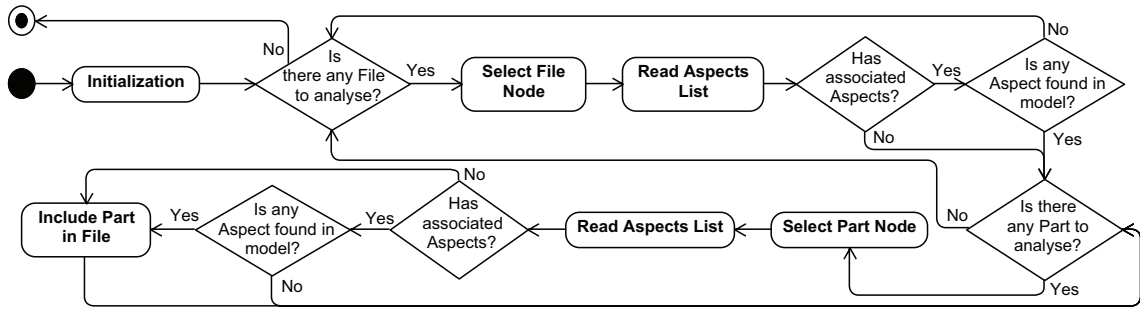 No
Is
there any File
to analyse?
Initialization
Yes
Select File
Node
Read Aspects
List
Has
associated
Aspects?
Yes
No
No
Is any
Aspect found in
model?
Yes
Include Part
in File
Yes
Is any
Aspect found in
model?
No
Yes
No
Has
associated
Aspects?
Read Aspects List
Select Part Node
No
Is there
any Part to
analyse?
Yes